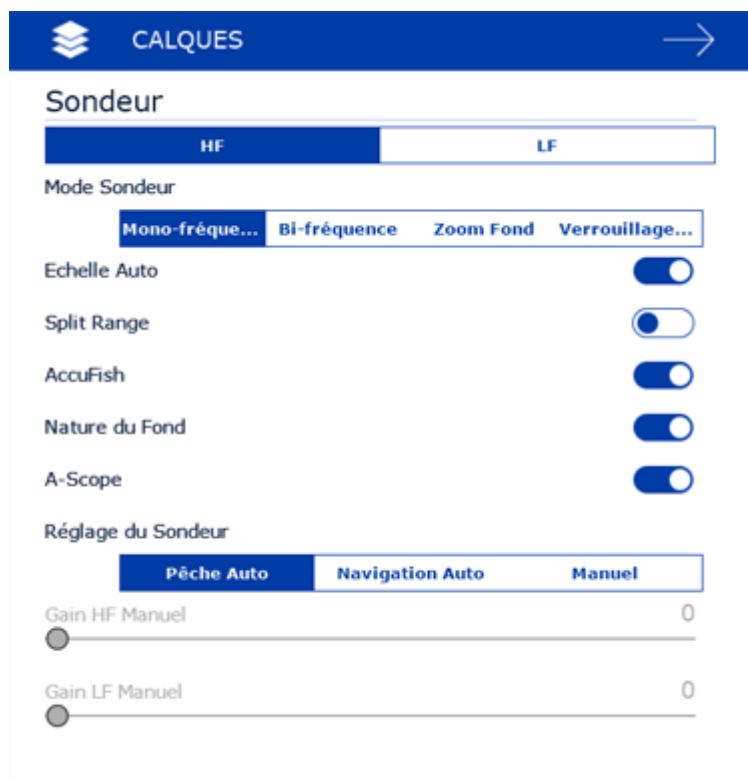 CALQUES
Sondeur
HF LF
Mode Sondeur
Mono-fréque... Bi-fréquence Zoom Fond Verrouillage...
Echelle Auto
Split Range
AccuFish
Nature du Fond
A-Scope
Réglage du Sondeur
Pêche Auto Navigation Auto Manuel
Gain HF Manuel 0
Gain LF Manuel 0